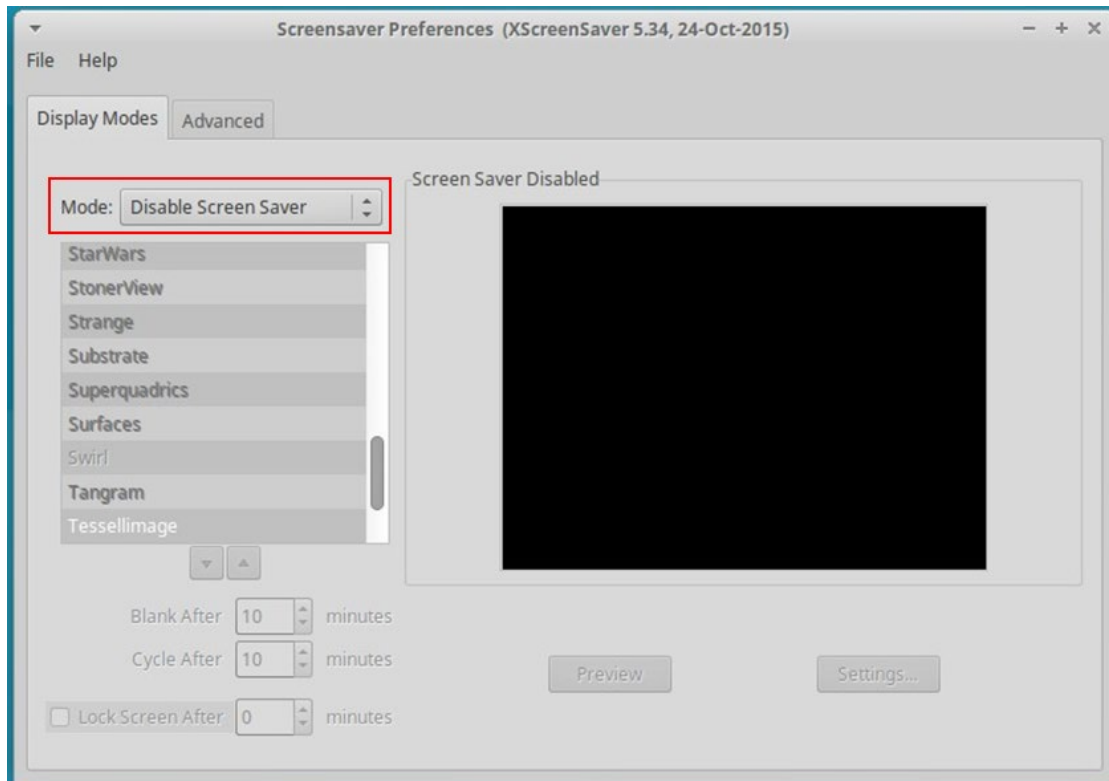 Screensaver Preferences (XScreenSaver 5.34, 24-Oct-2015)
File Help
Display Modes Advanced
Mode: Disable Screen Saver
StarWars
StonerView
Strange
Substrate
Superquadrics
Surfaces
Swirl
Tangram
Tessellimage
Blank After 10 minutes
Cycle After 10 minutes
Lock Screen After 0 minutes
Screen Saver Disabled
Preview Settings...